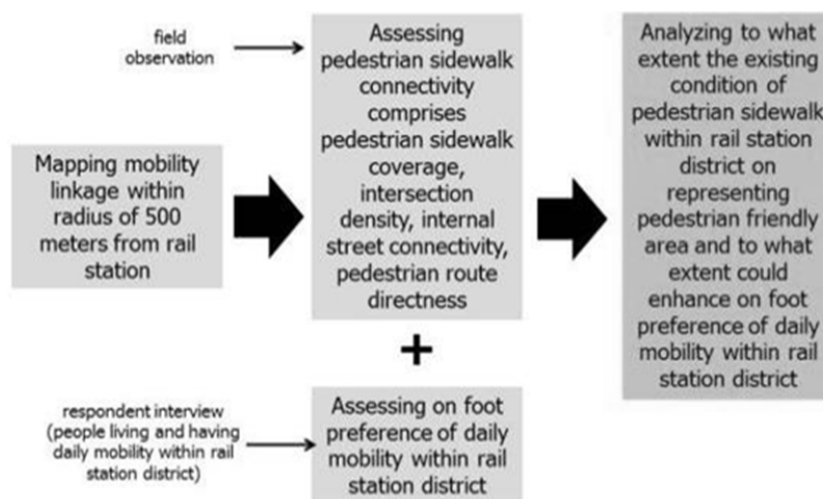 field
observation
Mapping mobility
linkage within
radius of 500
meters from rail
station
Assessing
pedestrian sidewalk
connectivity
comprises
pedestrian sidewalk
coverage,
intersection
density, internal
street connectivity,
pedestrian route
directness
+
respondent interview
(people living and having
daily mobility within rail
station district)
Assessing on foot
preference of daily
mobility within rail
station district
Analyzing to what
extent the existing
condition of
pedestrian sidewalk
within rail station
district on
representing
pedestrian friendly
area and to what
extent could
enhance on foot
preference of daily
mobility within rail
station district